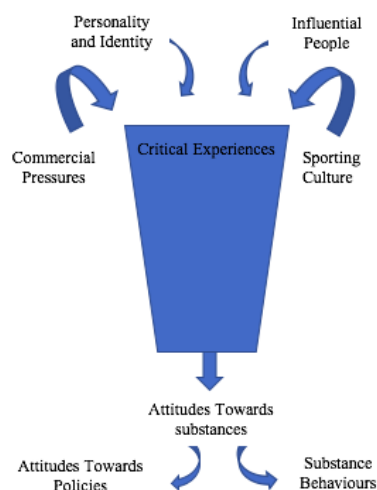 Personality
and Identity
Influential
People
Commercial
Pressures
Critical Experiences
Sporting
Culture
Attitudes Towards
substances
Attitudes Towards
Policies
Substance
Behaviours